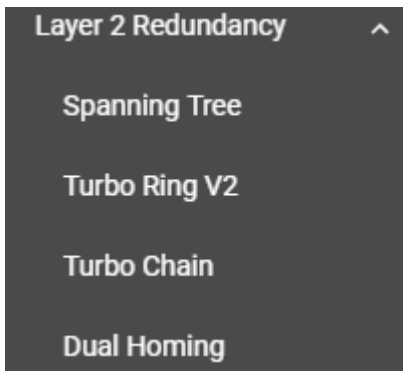 Layer 2 Redundancy
Spanning Tree
Turbo Ring V2
Turbo Chain
Dual Homing